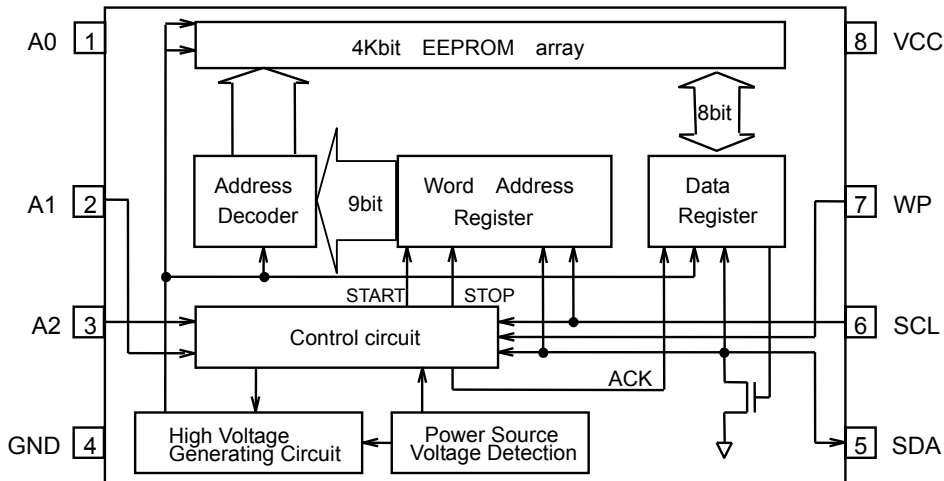 A0 1
4Kbit EEPROM array
8 VCC
8bit
A1 2
Address
Decoder
9bit
Word Address
Register
Data
Register
7 WP
START
STOP
A2 3
Control circuit
6 SCL
ACK
GND 4
High Voltage
Generating Circuit
Power Source
Voltage Detection
5 SDA